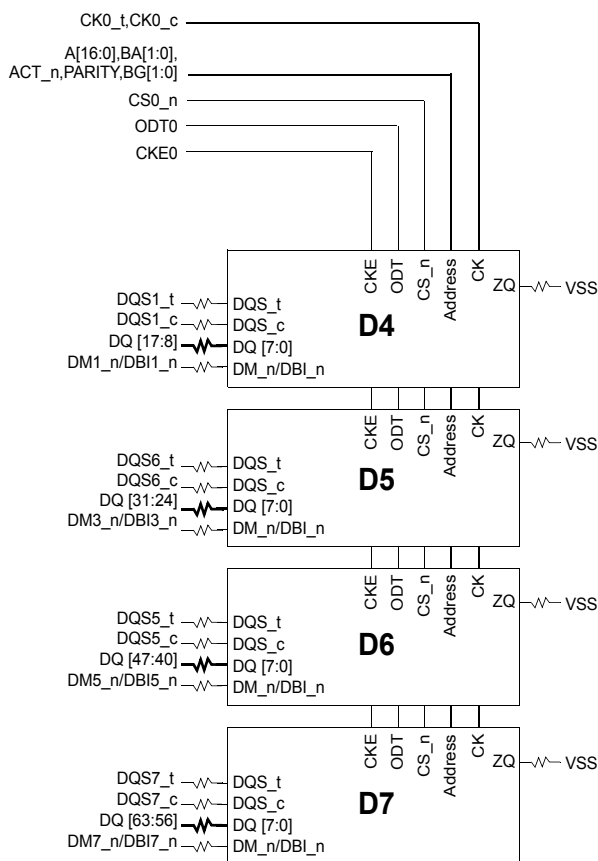 CK0_t,CK0_c
A[16:0],BA[1:0],
ACT_n,PARITY,BG[1:0]
CS0_n
ODT0
CKE0
CKE
ODT
CS_n
Address
CK
ZQ
VSS
D4
DQS1_t
DQS_t
DQS1_c
DQS_c
DQ [17:8]
DQ [7:0]
DM1_n/DBI1_n
DM_n/DBI_n
CKE
ODT
CS_n
Address
CK
ZQ
VSS
D5
DQS6_t
DQS_t
DQS6_c
DQS_c
DQ [31:24]
DQ [7:0]
DM3_n/DBI3_n
DM_n/DBI_n
CKE
ODT
CS_n
Address
CK
ZQ
VSS
D6
DQS5_t
DQS_t
DQS5_c
DQS_c
DQ [47:40]
DQ [7:0]
DM5_n/DBI5_n
DM_n/DBI_n
CKE
ODT
CS_n
Address
CK
ZQ
VSS
D7
DQS7_t
DQS_t
DQS7_c
DQS_c
DQ [63:56]
DQ [7:0]
DM7_n/DBI7_n
DM_n/DBI_n